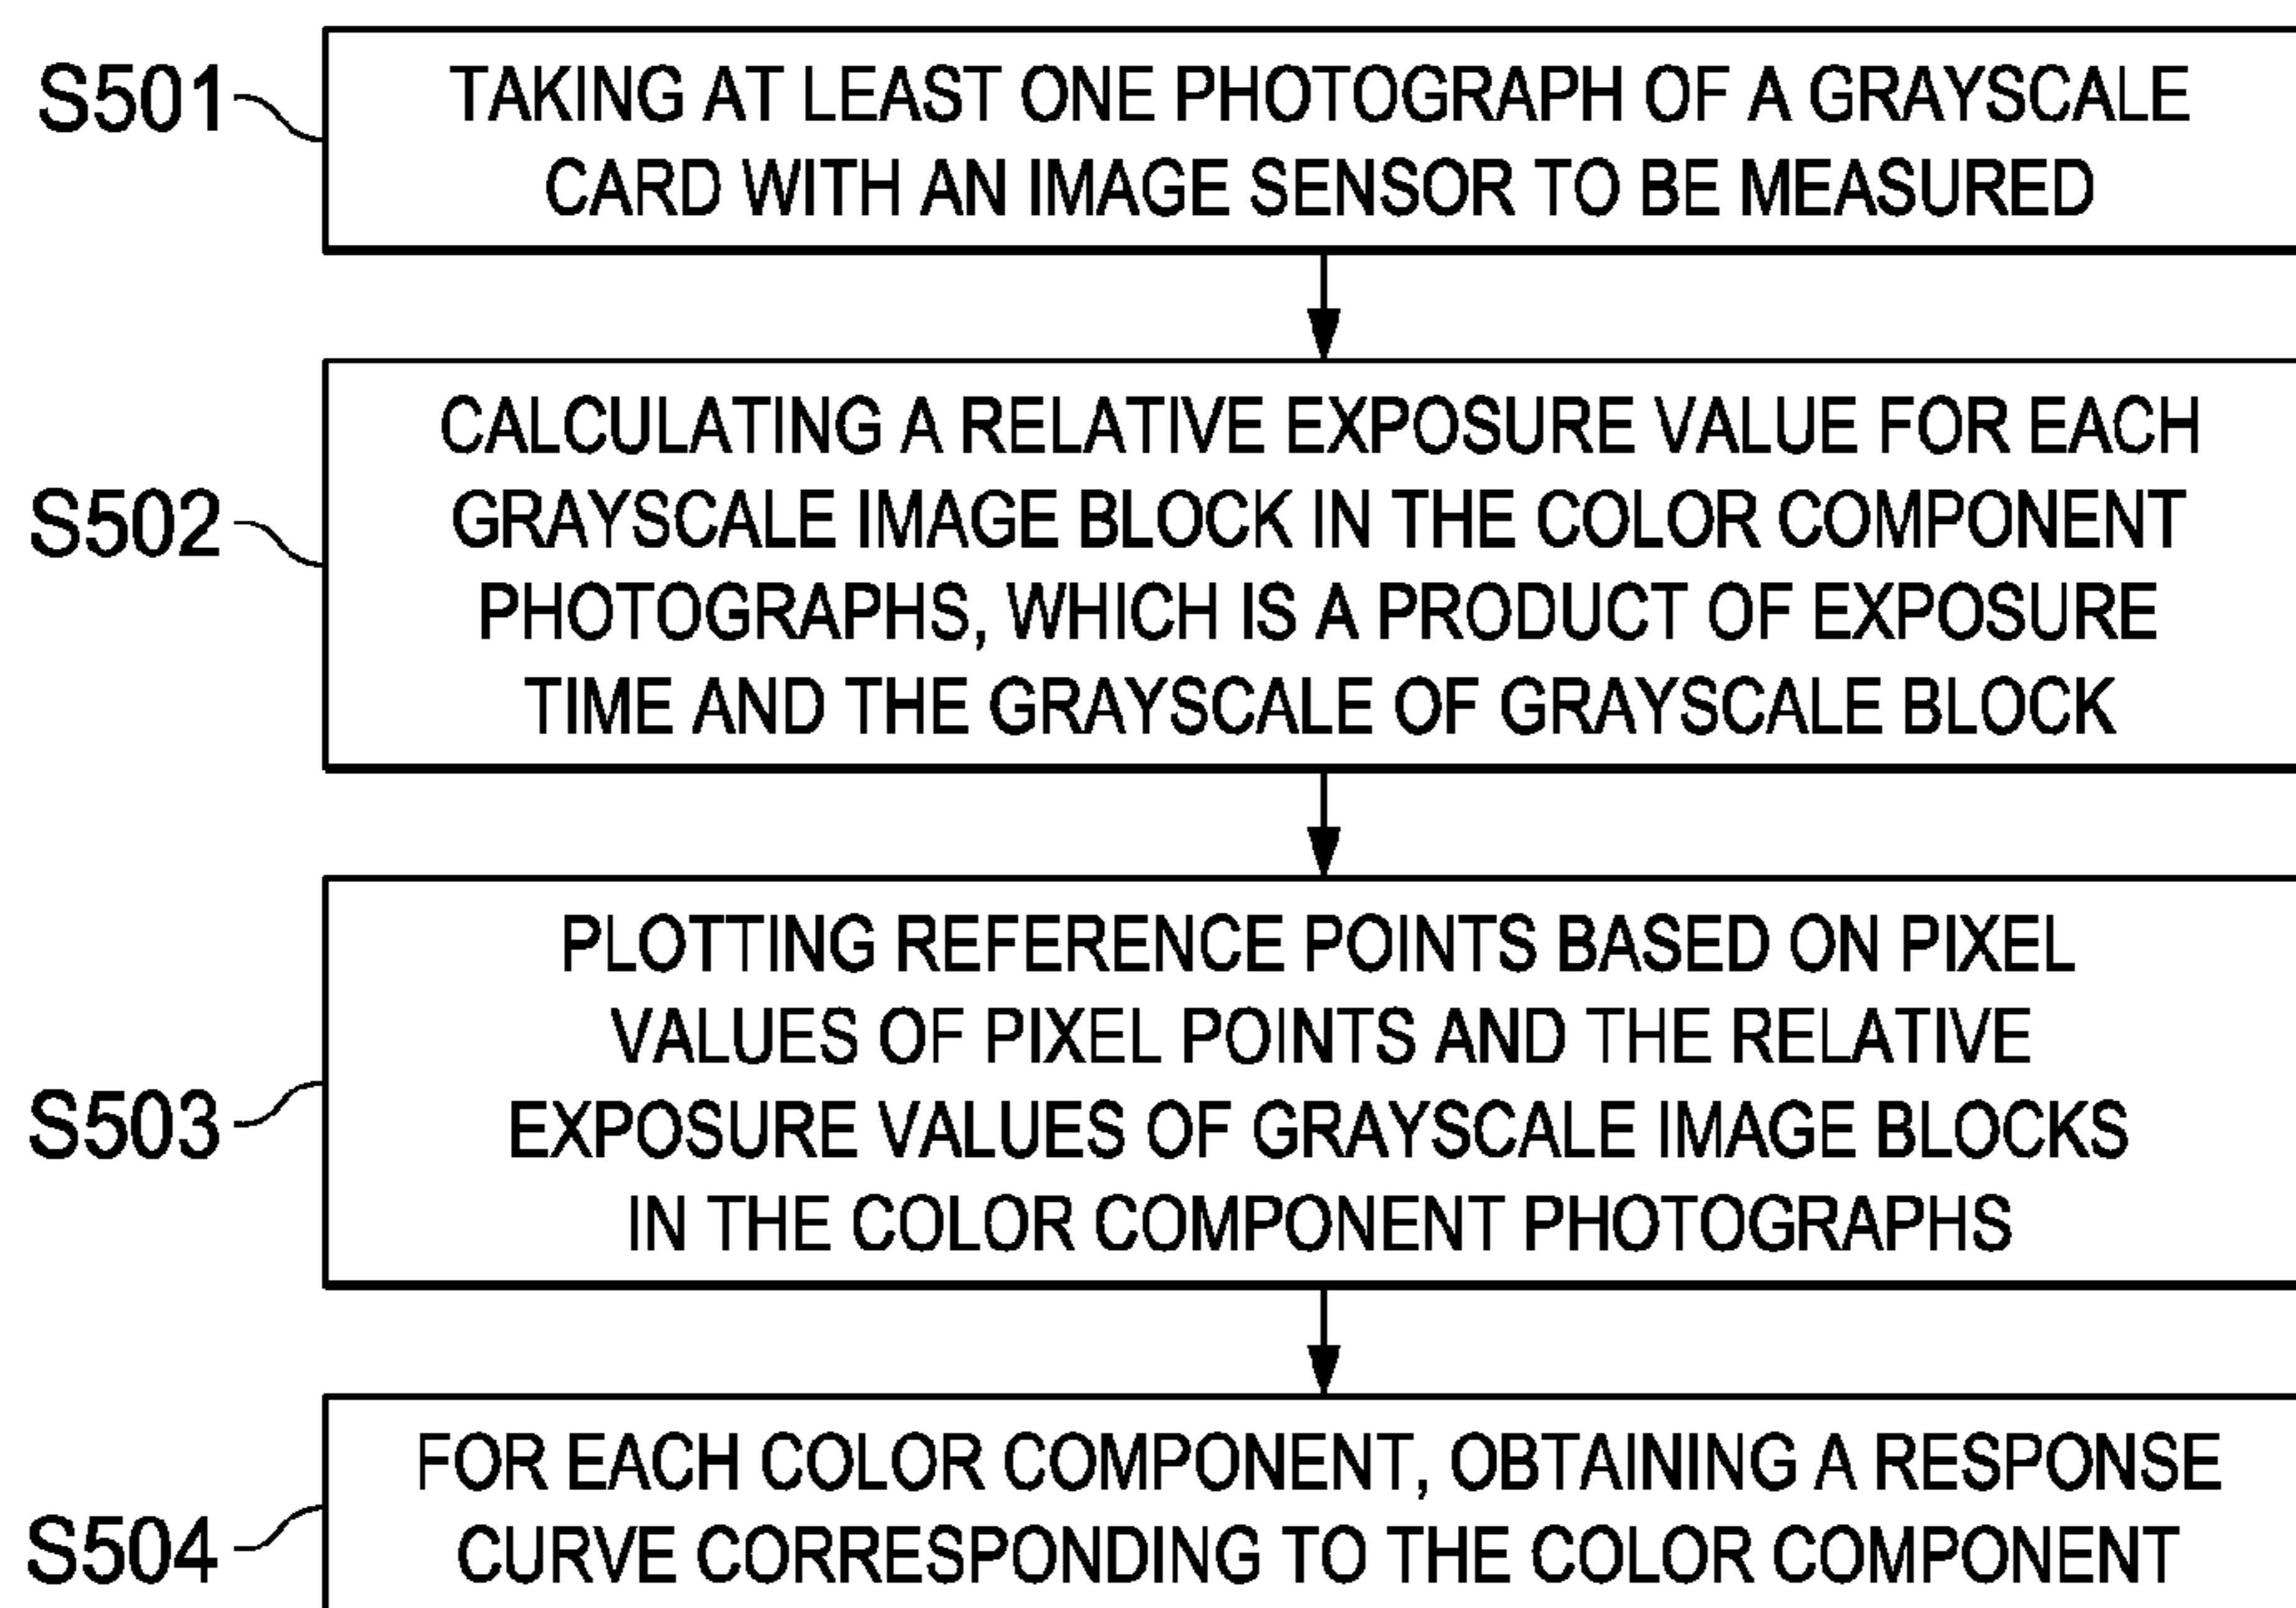 S501
TAKING AT LEAST ONE PHOTOGRAPH OF A GRAYSCALE
CARD WITH AN IMAGE SENSOR TO BE MEASURED
S502
CALCULATING A RELATIVE EXPOSURE VALUE FOR EACH
GRAYSCALE IMAGE BLOCK IN THE COLOR COMPONENT
PHOTOGRAPHS, WHICH IS A PRODUCT OF EXPOSURE
TIME AND THE GRAYSCALE OF GRAYSCALE BLOCK
S503
PLOTTING REFERENCE POINTS BASED ON PIXEL
VALUES OF PIXEL POINTS AND THE RELATIVE
EXPOSURE VALUES OF GRAYSCALE IMAGE BLOCKS
IN THE COLOR COMPONENT PHOTOGRAPHS
S504
FOR EACH COLOR COMPONENT, OBTAINING A RESPONSE
CURVE CORRESPONDING TO THE COLOR COMPONENT